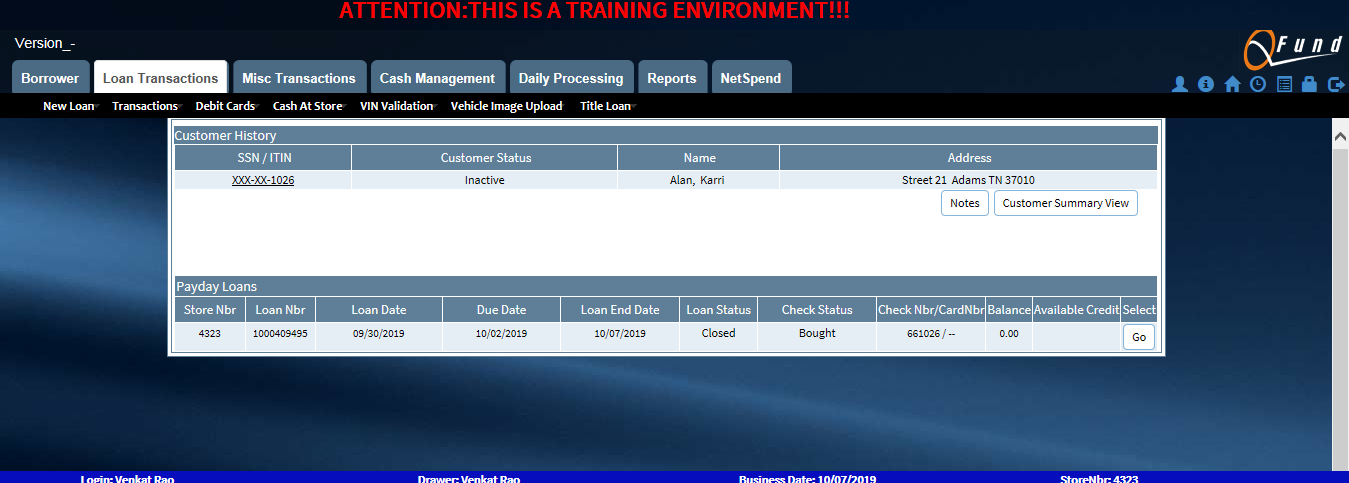 ATTENTION:THIS IS A TRAINING ENVIRONMENT!!!
Version_-
QFund
Borrower Loan Transactions Misc Transactions Cash Management Daily Processing Reports NetSpend
New Loan Transactions Debit Cards Cash At Store VIN Validation Vehicle Image Upload Title Loan
Customer History
SSN / ITIN Customer Status Name Address
XXX-XX-1026 Inactive Alan, Karri Street 21 Adams TN 37010
Notes Customer Summary View
Payday Loans
Store Nbr Loan Nbr Loan Date Due Date Loan End Date Loan Status Check Status Check Nbr/CardNbr Balance Available Credit Select
4323 1000409495 09/30/2019 10/02/2019 10/07/2019 Closed Bought 661026 / -- 0.00 Go
Login: Venkat Rao Drawer: Venkat Rao Business Date: 10/07/2019 StoreNbr: 4323